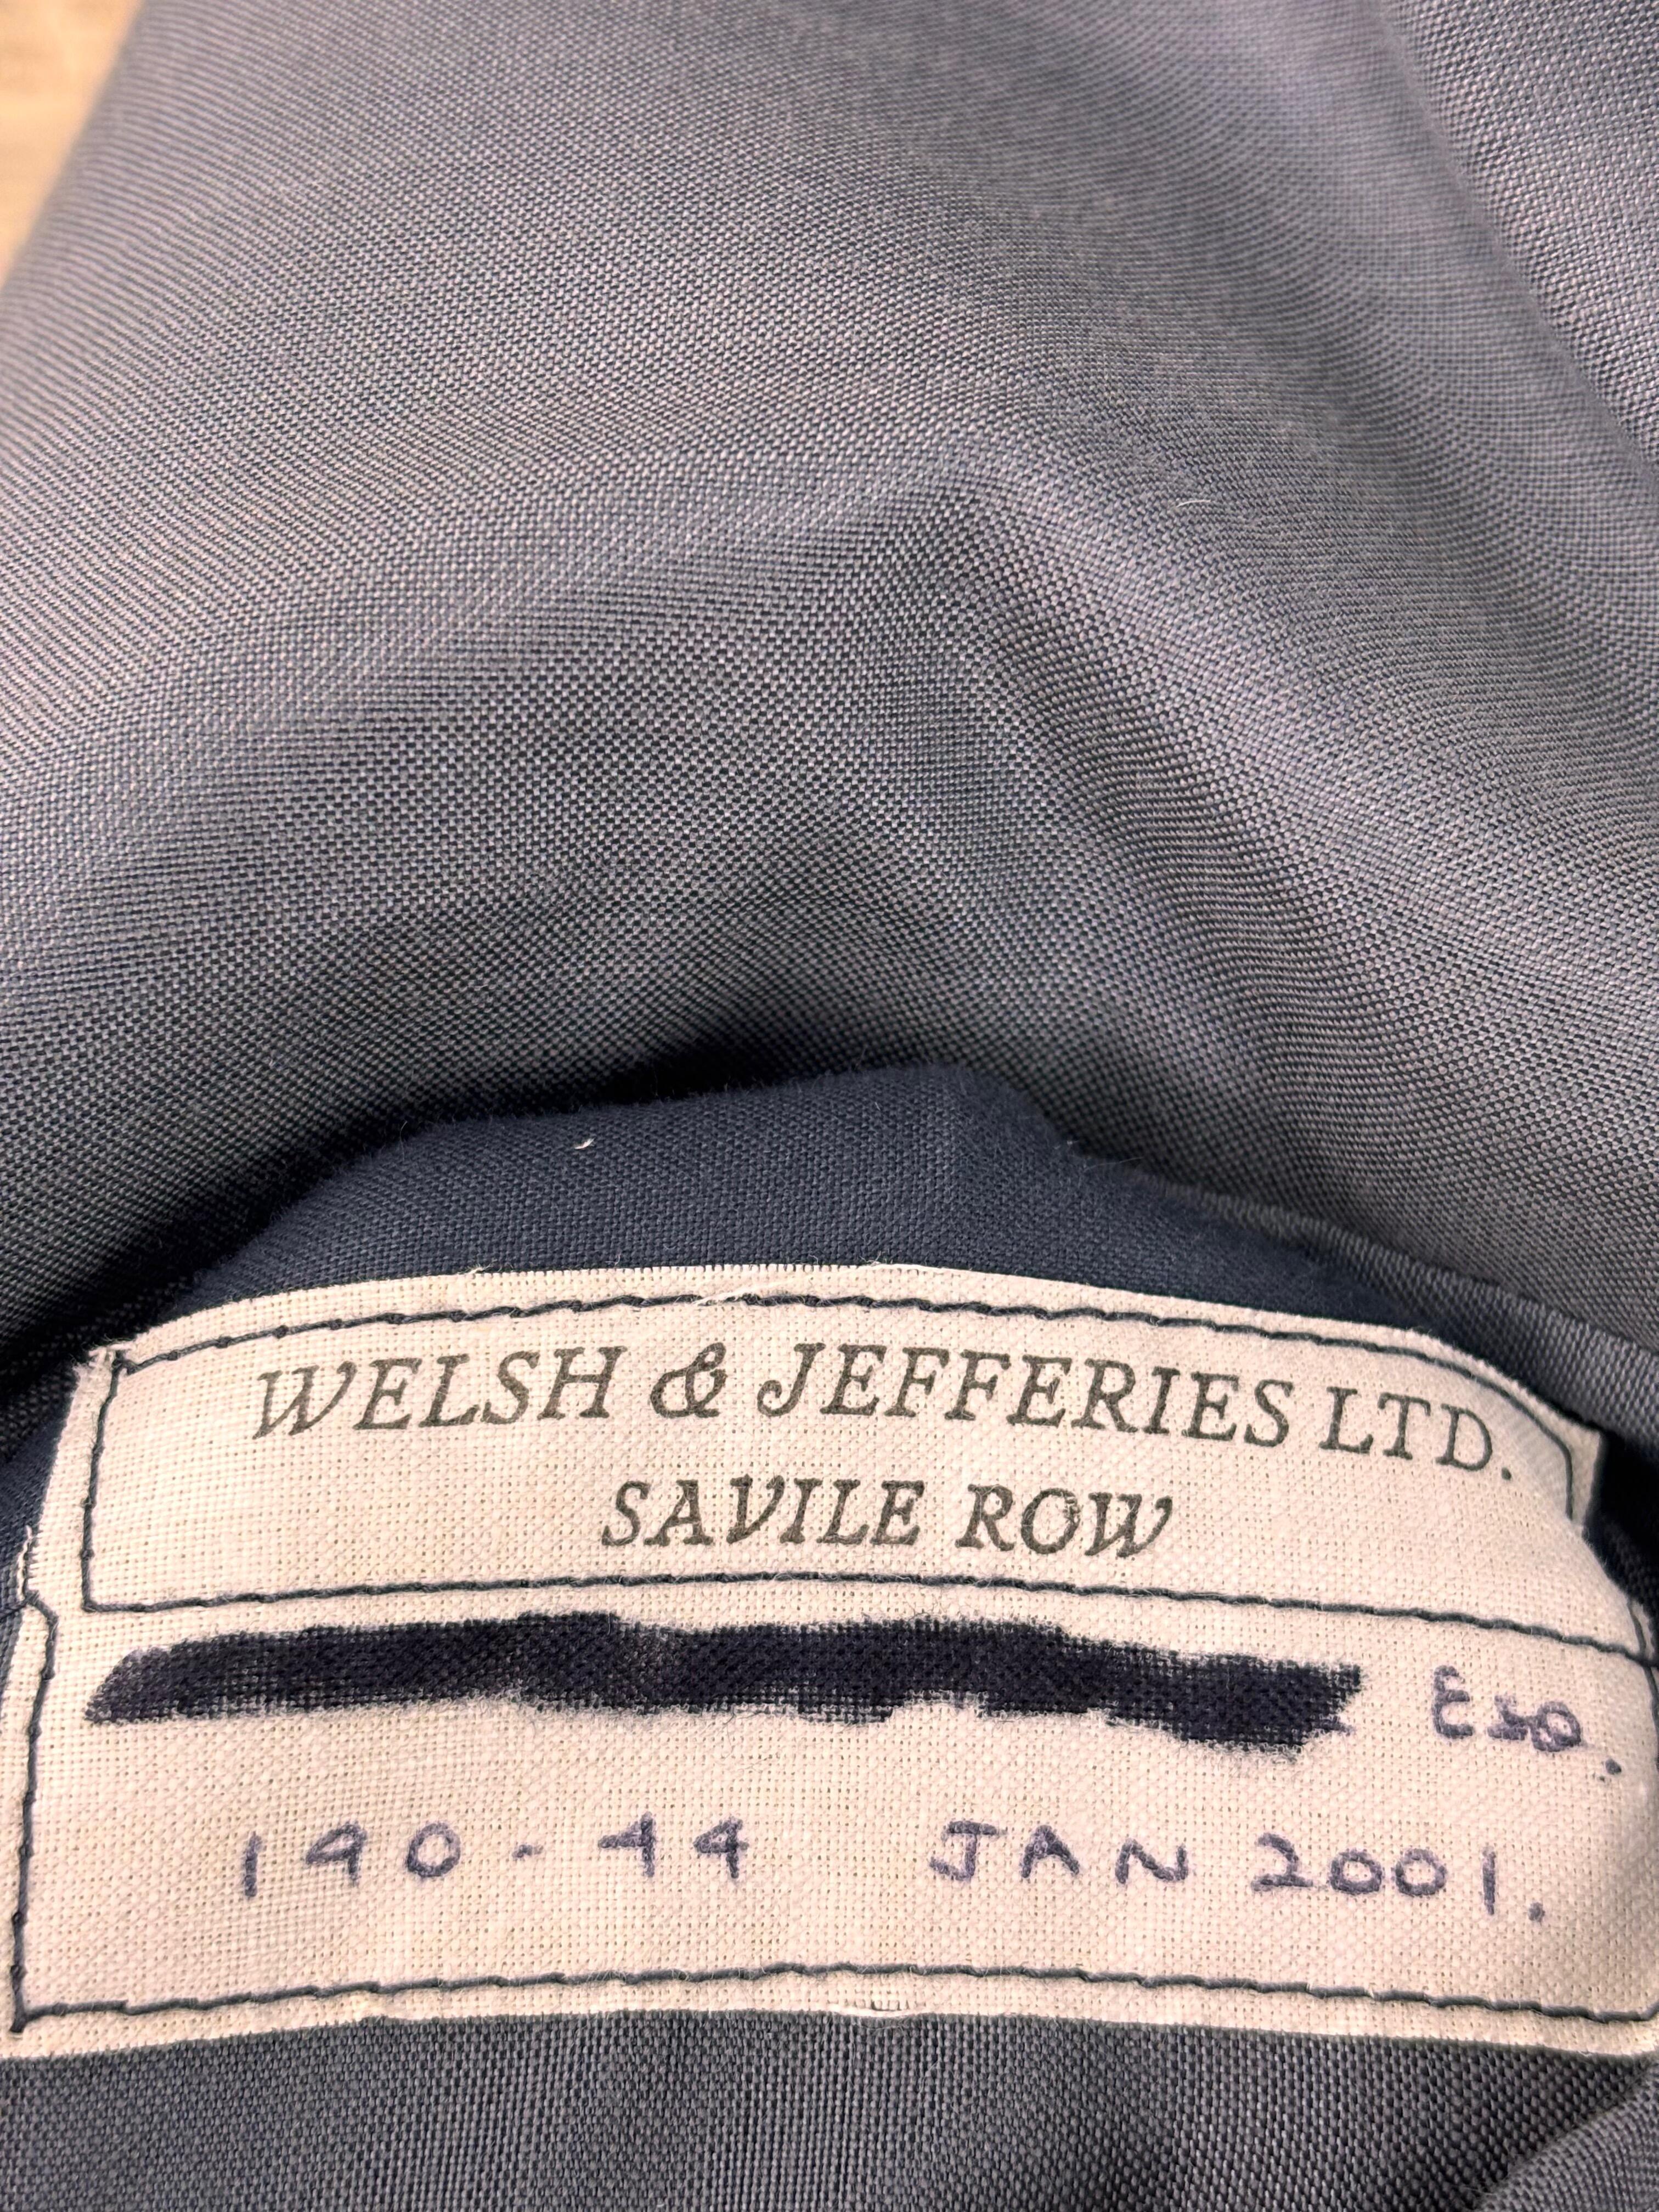 WELSH & JEFFERIES LTD.
SAVILE ROW
Esq.
190-44 JAN 2001.